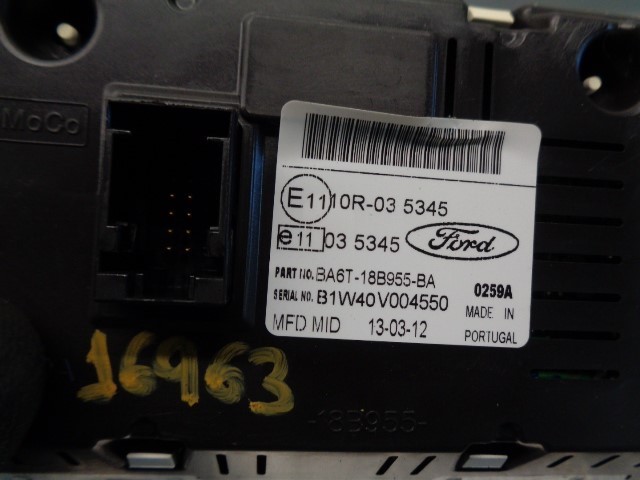 MoCo
E11 10R-03 5345
e11 03 5345 Ford
PART NO. BA6T-18B955-BA 0259A
SERIAL NO. B1W40V004550 MADE IN
MFD MID 13-03-12 PORTUGAL
16963
-18B955-